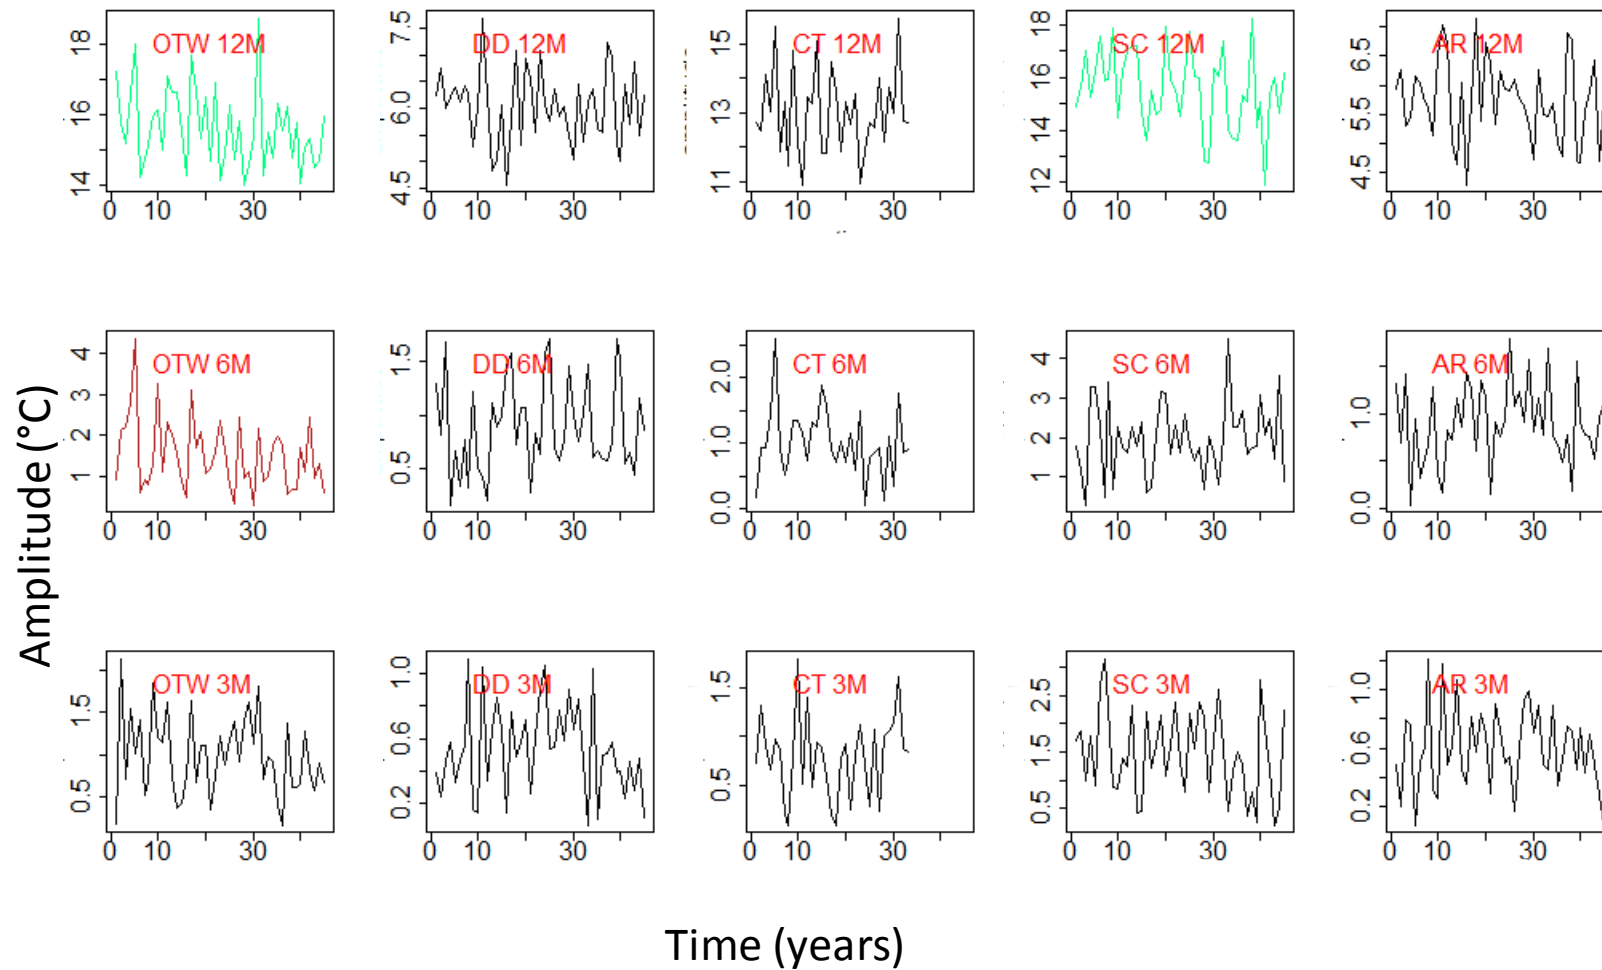 OTW 12M
DD 12M
CT 12M
SC 12M
AR 12M
14 16 18
4.5 6.0 7.5
11 13 15
12 14 16 18
4.5 5.5 6.5
0 10 30
0 10 30
0 10 30
0 10 30
0 10 30
OTW 6M
DD 6M
CT 6M
SC 6M
AR 6M
1 2 3 4
0.5 1.5
0.0 1.0 2.0
1 2 3 4
0.0 1.0
0 10 30
0 10 30
0 10 30
0 10 30
0 10 30
Amplitude (°C)
OTW 3M
DD 3M
CT 3M
SC 3M
AR 3M
0.5 1.5
0.2 0.6 1.0
0.5 1.5
0.5 1.5 2.5
0.2 0.6 1.0
0 10 30
0 10 30
0 10 30
0 10 30
0 10 30
Time (years)